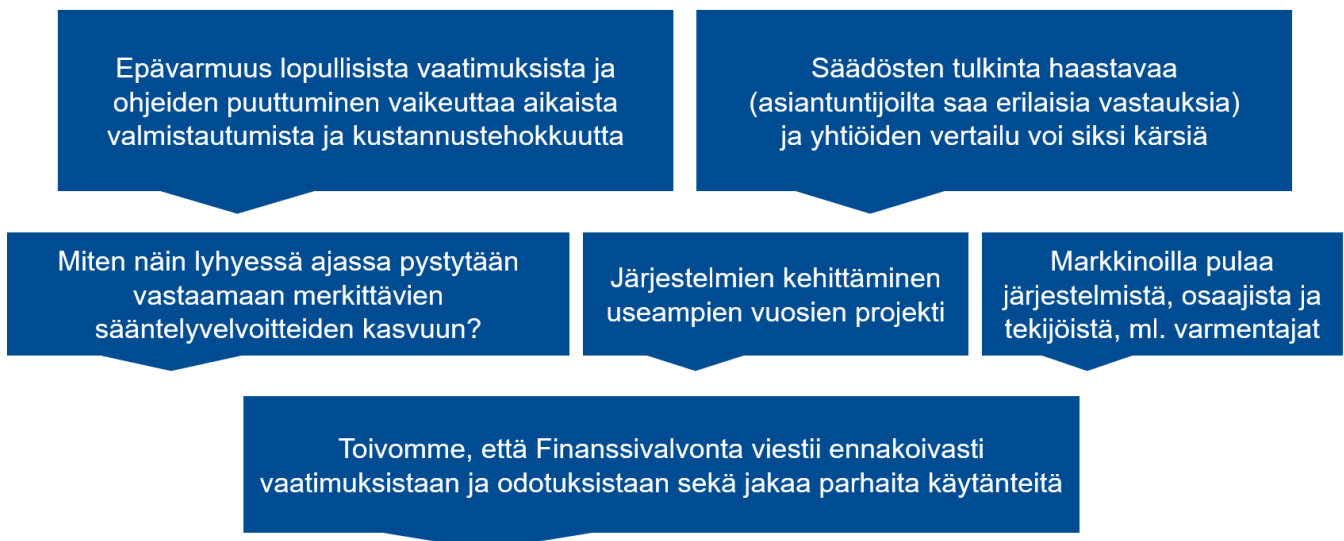 Epävarmuus lopullisista vaatimuksista ja
ohjeiden puuttuminen vaikeuttaa aikaista
valmistautumista ja kustannustehokkuutta
Säädösten tulkinta haastavaa
(asiantuntijoilta saa erilaisia vastauksia)
ja yhtiöiden vertailu voi siksi kärsiä
Miten näin lyhyessä ajassa pystytään
vastaamaan merkittävien
sääntelyvelvoitteiden kasvuun?
Järjestelmien kehittäminen
useampien vuosien projekti
Markkinoilla pulaa
järjestelmistä, osaajista ja
tekijöistä, ml. varmentajat
Toivomme, että Finanssivalvonta viestii ennakoivasti
vaatimuksistaan ja odotuksistaan sekä jakaa parhaita käytänteitä